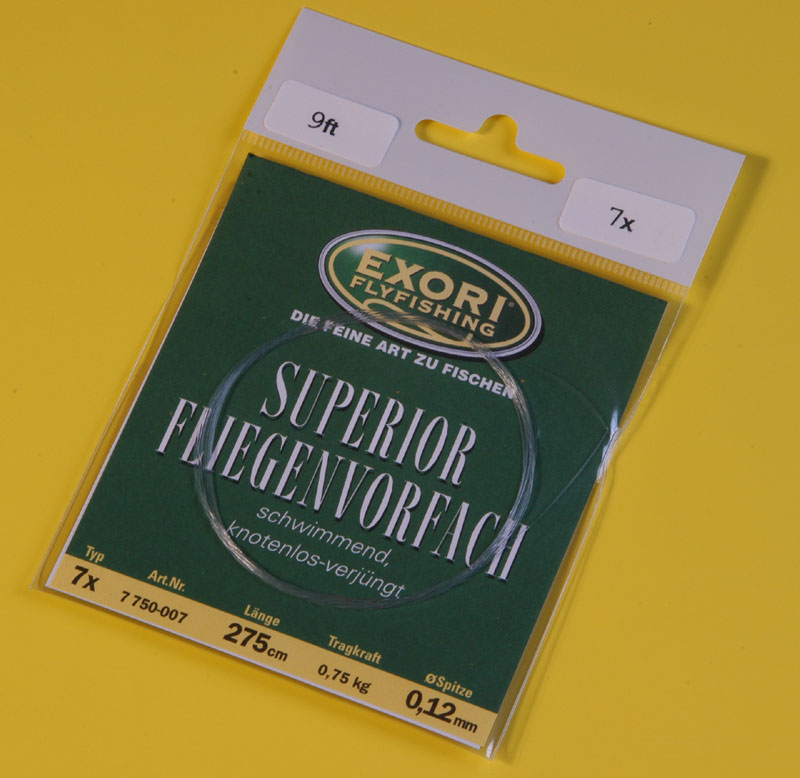 9ft
7x
EXORI®
FLYFISHING
DIE FEINE ART ZU FISCHEN
SUPERIOR
FLIEGENVORFACH
schwimmend,
knotenlos-verjüngt
Typ Art.Nr. Länge Tragkraft ØSpitze
7x 7 750-007 275cm 0,75 kg 0,12mm